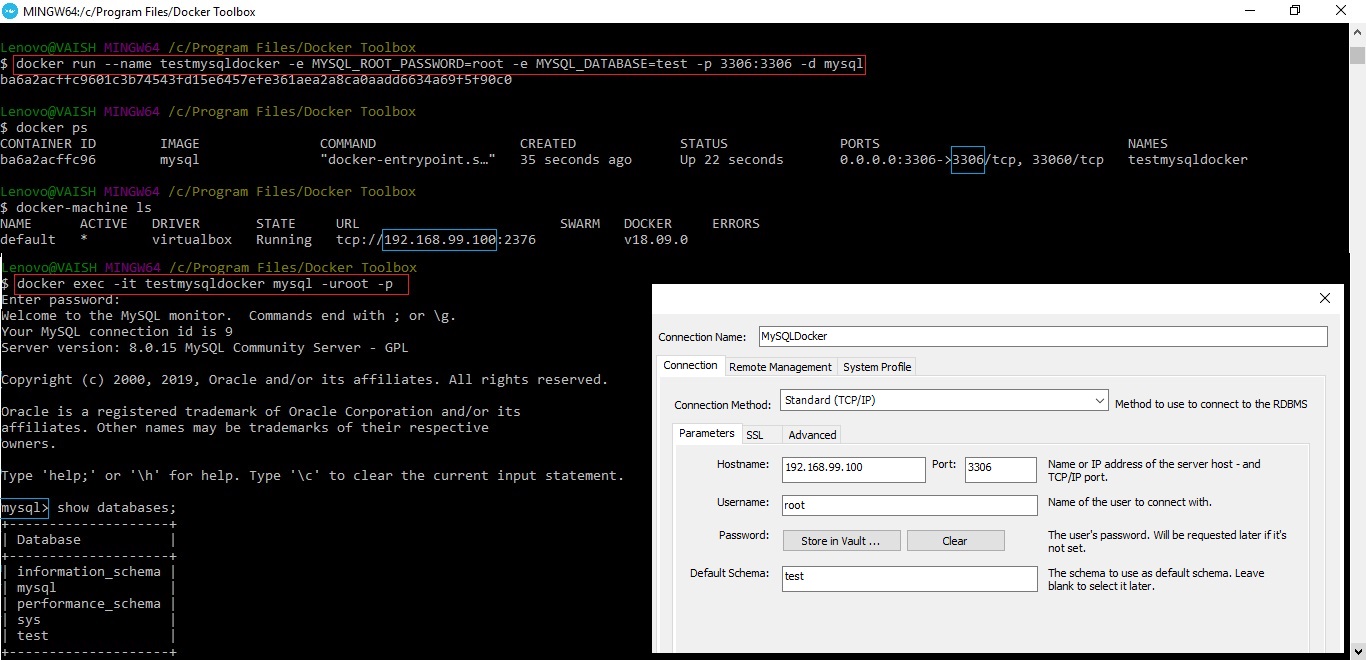 MINGW64:/c/Program Files/Docker Toolbox
Lenovo@VAISH MINGW64 /c/Program Files/Docker Toolbox
$ docker run --name testmysqldocker -e MYSQL_ROOT_PASSWORD=root -e MYSQL_DATABASE=test -p 3306:3306 -d mysql
ba6a2acffc9601c3b74543fd15e6457efe361aea2a8ca0aadd6634a69f5f90c0
Lenovo@VAISH MINGW64 /c/Program Files/Docker Toolbox
$ docker ps
CONTAINER ID IMAGE COMMAND CREATED STATUS PORTS NAMES
ba6a2acffc96 mysql "docker-entrypoint.s…" 35 seconds ago Up 22 seconds 0.0.0.0:3306->3306/tcp, 33060/tcp testmysqldocker
Lenovo@VAISH MINGW64 /c/Program Files/Docker Toolbox
$ docker-machine ls
NAME ACTIVE DRIVER STATE URL SWARM DOCKER ERRORS
default * virtualbox Running tcp://192.168.99.100:2376 v18.09.0
Lenovo@VAISH MINGW64 /c/Program Files/Docker Toolbox
$ docker exec -it testmysqldocker mysql -uroot -p
Enter password:
Welcome to the MySQL monitor.  Commands end with ; or \g.
Your MySQL connection id is 9
Server version: 8.0.15 MySQL Community Server - GPL
Copyright (c) 2000, 2019, Oracle and/or its affiliates. All rights reserved.
Oracle is a registered trademark of Oracle Corporation and/or its
affiliates. Other names may be trademarks of their respective
owners.
Type 'help;' or '\h' for help. Type '\c' to clear the current input statement.
mysql> show databases;
+--------------------+
| Database           |
+--------------------+
| information_schema |
| mysql              |
| performance_schema |
| sys                |
| test               |
+--------------------+
Connection Name: MySQLDocker
Connection Remote Management System Profile
Connection Method: Standard (TCP/IP) Method to use to connect to the RDBMS
Parameters SSL Advanced
Hostname: 192.168.99.100 Port: 3306 Name or IP address of the server host - and
TCP/IP port.
Username: root Name of the user to connect with.
Password: Store in Vault ... Clear The user's password. Will be requested later if it's
not set.
Default Schema: test The schema to use as default schema. Leave
blank to select it later.